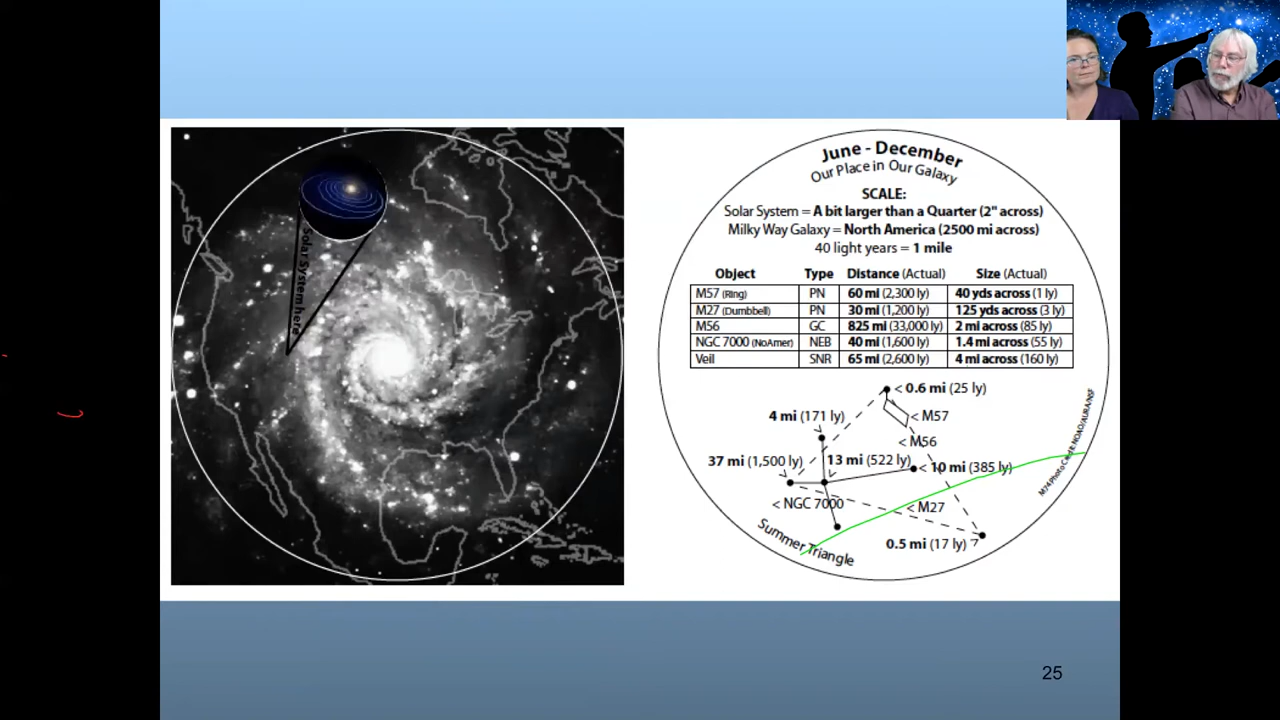 Solar System here
June - December
Our Place in Our Galaxy
SCALE:
Solar System = A bit larger than a Quarter (2" across)
Milky Way Galaxy = North America (2500 mi across)
40 light years = 1 mile
Object Type Distance (Actual) Size (Actual)
M57 (Ring) PN 60 mi (2,300 ly) 40 yds across (1 ly)
M27 (Dumbbell) PN 30 mi (1,200 ly) 125 yds across (3 ly)
M56 GC 825 mi (33,000 ly) 2 mi across (85 ly)
NGC 7000 (NoAmer) NEB 40 mi (1,600 ly) 1.4 mi across (55 ly)
Veil SNR 65 mi (2,600 ly) 4 mi across (160 ly)
< 0.6 mi (25 ly)
4 mi (171 ly)
< M57
< M56
37 mi (1,500 ly)
13 mi (522 ly)
< 10 mi (385 ly)
< NGC 7000
< M27
0.5 mi (17 ly)
Summer Triangle
M74 Photo Credit: NOAO/AURA/NSF
25